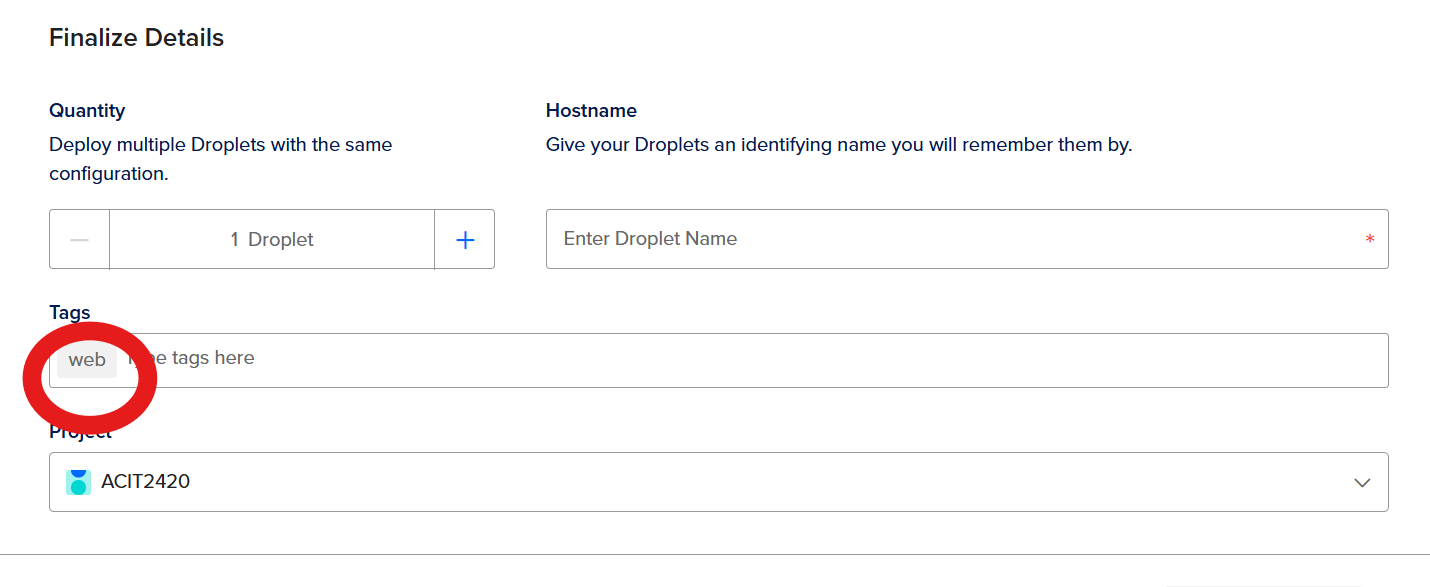 Finalize Details
Quantity
Deploy multiple Droplets with the same
configuration.
1 Droplet
Hostname
Give your Droplets an identifying name you will remember them by.
Enter Droplet Name *
Tags
web Type tags here
Project
ACIT2420